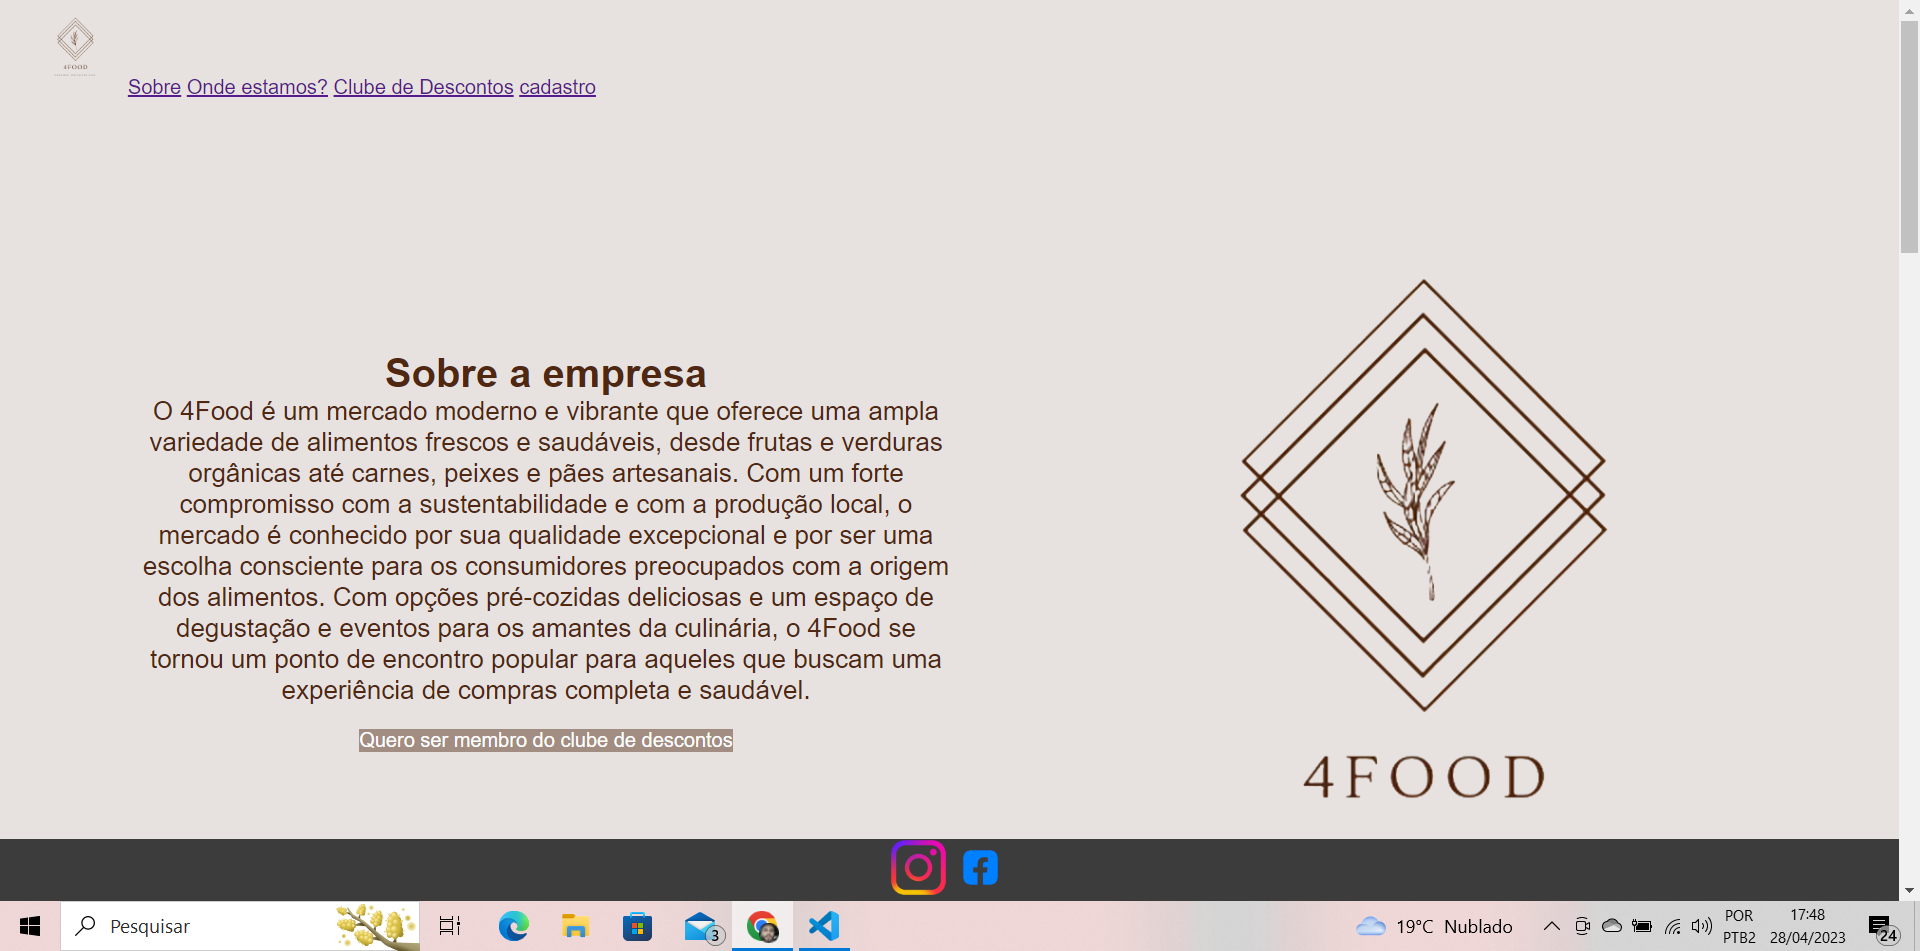 4FOOD
Sobre Onde estamos? Clube de Descontos cadastro
Sobre a empresa
O 4Food é um mercado moderno e vibrante que oferece uma ampla
variedade de alimentos frescos e saudáveis, desde frutas e verduras
orgânicas até carnes, peixes e pães artesanais. Com um forte
compromisso com a sustentabilidade e com a produção local, o
mercado é conhecido por sua qualidade excepcional e por ser uma
escolha consciente para os consumidores preocupados com a origem
dos alimentos. Com opções pré-cozidas deliciosas e um espaço de
degustação e eventos para os amantes da culinária, o 4Food se
tornou um ponto de encontro popular para aqueles que buscam uma
experiência de compras completa e saudável.
Quero ser membro do clube de descontos
4FOOD
Pesquisar
3
19°C Nublado
POR
PTB2
17:48
28/04/2023
24